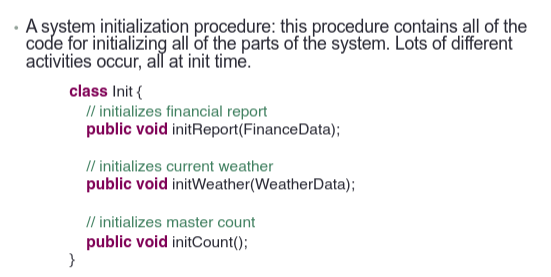 • A system initialization procedure: this procedure contains all of the
code for initializing all of the parts of the system. Lots of different
activities occur, all at init time.
class Init {
// initializes financial report
public void initReport(FinanceData);
// initializes current weather
public void initWeather(WeatherData);
// initializes master count
public void initCount();
}